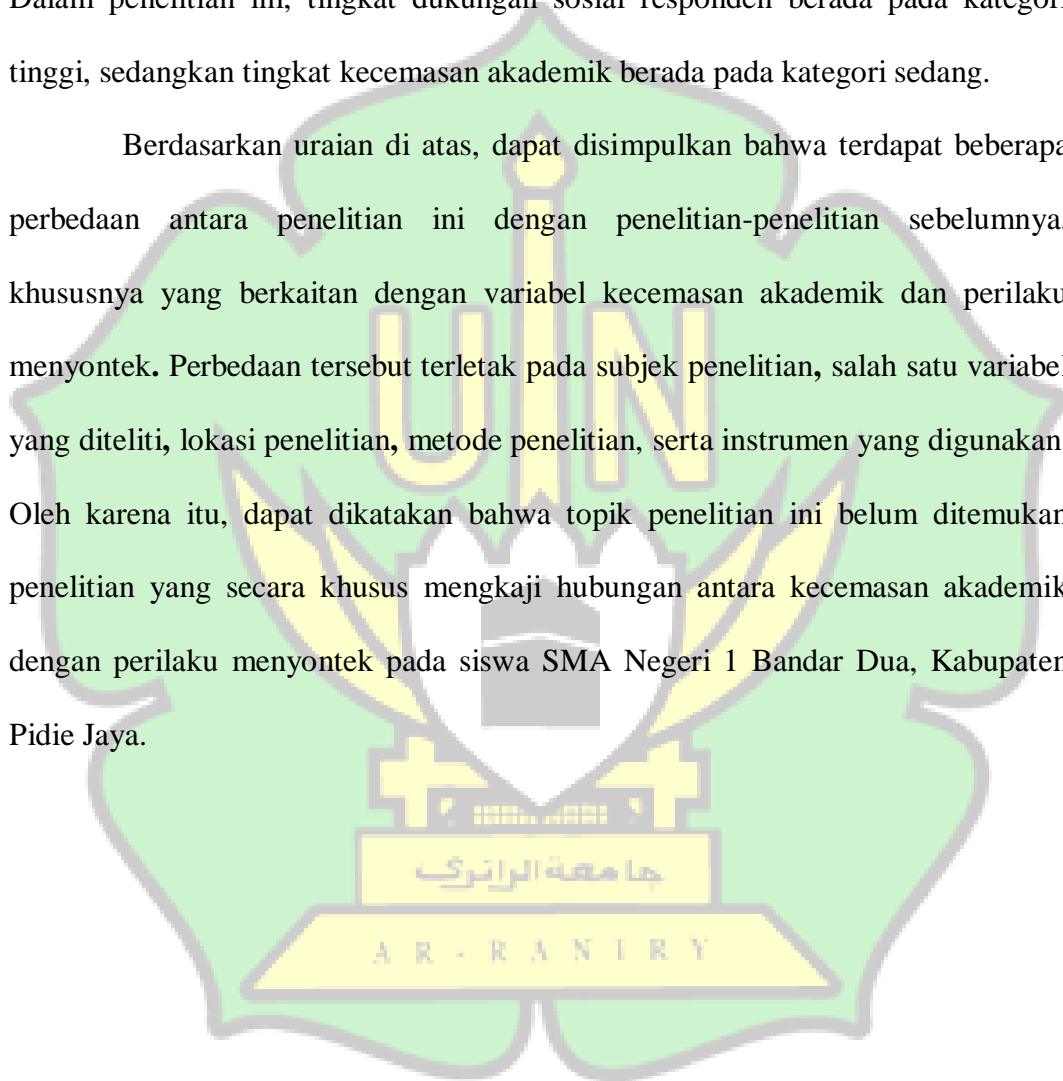 Dalam penelitian ini, tingkat dukungan sosial responden berada pada kategori
tinggi, sedangkan tingkat kecemasan akademik berada pada kategori sedang.
Berdasarkan uraian di atas, dapat disimpulkan bahwa terdapat beberapa
perbedaan antara penelitian ini dengan penelitian-penelitian sebelumnya,
khususnya yang berkaitan dengan variabel kecemasan akademik dan perilaku
menyontek. Perbedaan tersebut terletak pada subjek penelitian, salah satu variabel
yang diteliti, lokasi penelitian, metode penelitian, serta instrumen yang digunakan
Oleh karena itu, dapat dikatakan bahwa topik penelitian ini belum ditemukan
penelitian yang secara khusus mengkaji hubungan antara kecemasan akademik
dengan perilaku menyontek pada siswa SMA Negeri 1 Bandar Dua, Kabupaten
Pidie Jaya.
UIN
جامعة الرانري
AR-RANIRY